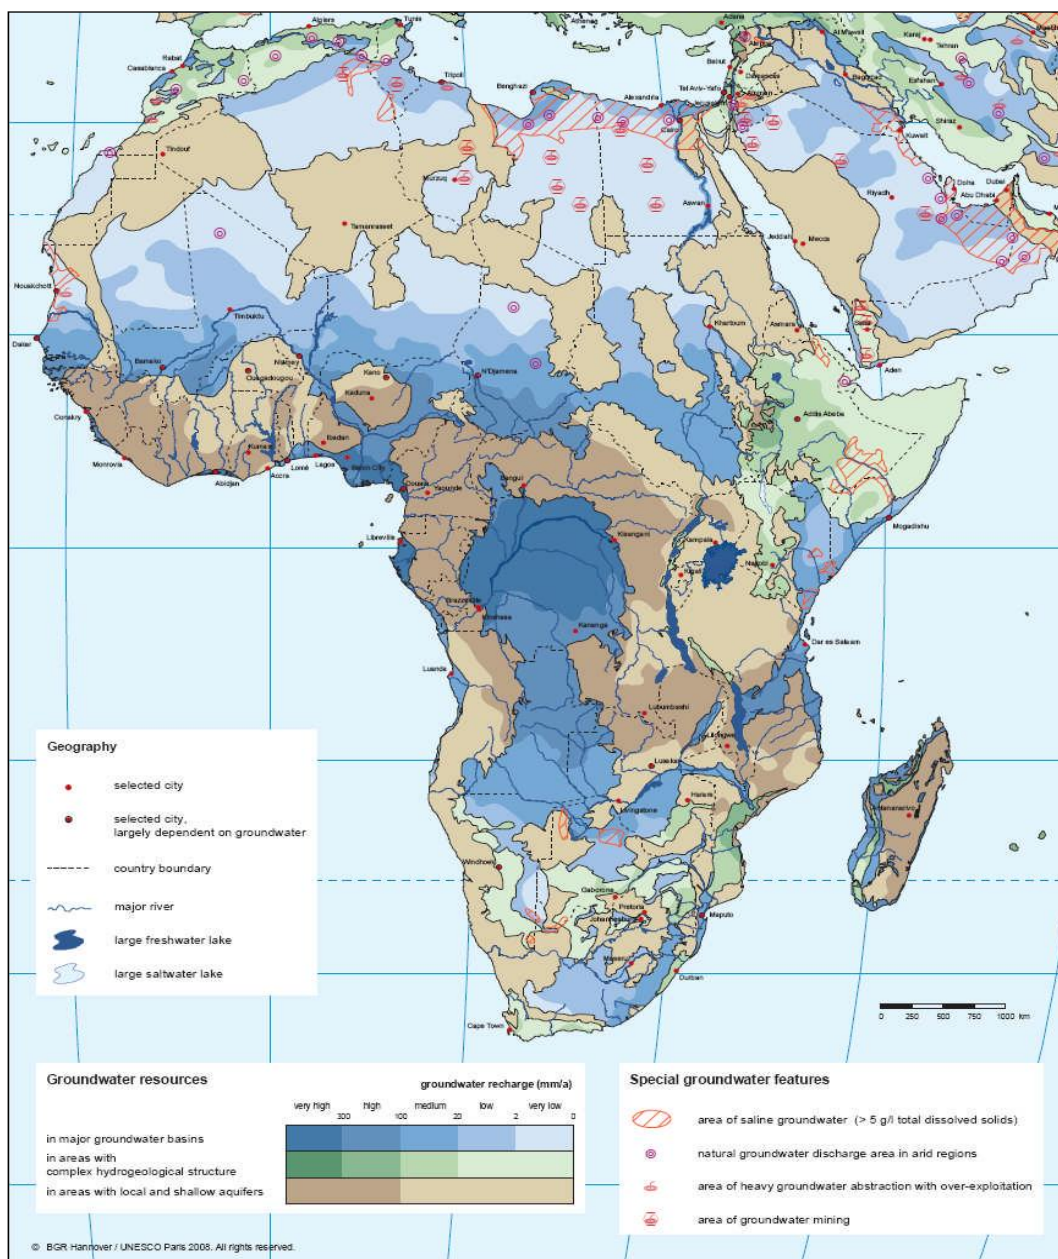 Adana
Athenae
Algiers
Tunis
Al Mawsil
Karaj
Tehran
Rabat
Casablanca
Tripoli
Beirut
Damascus
Baghdad
Esfahan
Benghazi
Alexandria
Tel Aviv-Yafo
Shiraz
Cairo
Kuwait
Tindouf
Murzuq
Doha
Dubai
Abu Dhabi
Riyadh
Aswan
Tamanrasset
Jeddah
Mecca
Nouakchott
Timbuktu
Khartoum
Asmara
Dakar
Aden
Bamako
Niamey
Kano
N'Djamena
Ouagadougou
Kaduna
Addis Abeba
Conakry
Ibadan
Kumasi
Monrovia
Lomé
Lagos
Benin City
Abidjan
Accra
Douala
Yaounde
Bangui
Mogadishu
Libreville
Kisangani
Kampala
Kigali
Nairobi
Brazzaville
Kinshasa
Kananga
Dar es Salaam
Luanda
Lubumbashi
Lilongwe
Lusaka
Harare
Antananarivo
Livingstone
Windhoek
Gaborone
Pretoria
Johannesburg
Maputo
Maseru
Durban
Cape Town
Geography
selected city
selected city,
largely dependent on groundwater
country boundary
major river
large freshwater lake
large saltwater lake
0 250 500 750 1000 km
Groundwater resources
groundwater recharge (mm/a)
very high high medium low very low
300 100 20 2 0
in major groundwater basins
in areas with
complex hydrogeological structure
in areas with local and shallow aquifers
Special groundwater features
area of saline groundwater (> 5 g/l total dissolved solids)
natural groundwater discharge area in arid regions
area of heavy groundwater abstraction with over-exploitation
area of groundwater mining
© BGR Hannover / UNESCO Paris 2008. All rights reserved.